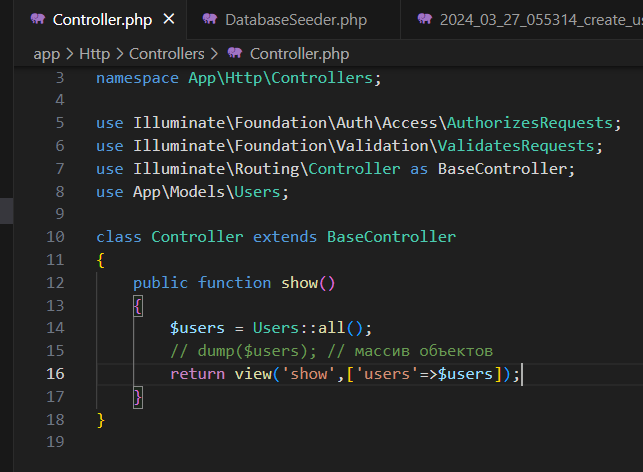 Controller.php × DatabaseSeeder.php 2024_03_27_055314_create_us
app > Http > Controllers > Controller.php
3 namespace App\Http\Controllers;
4
5 use Illuminate\Foundation\Auth\Access\AuthorizesRequests;
6 use Illuminate\Foundation\Validation\ValidatesRequests;
7 use Illuminate\Routing\Controller as BaseController;
8 use App\Models\Users;
9
10 class Controller extends BaseController
11 {
12 public function show()
13 {
14 $users = Users::all();
15 // dump($users); // массив объектов
16 return view('show',['users'=>$users]);
17 }
18 }
19